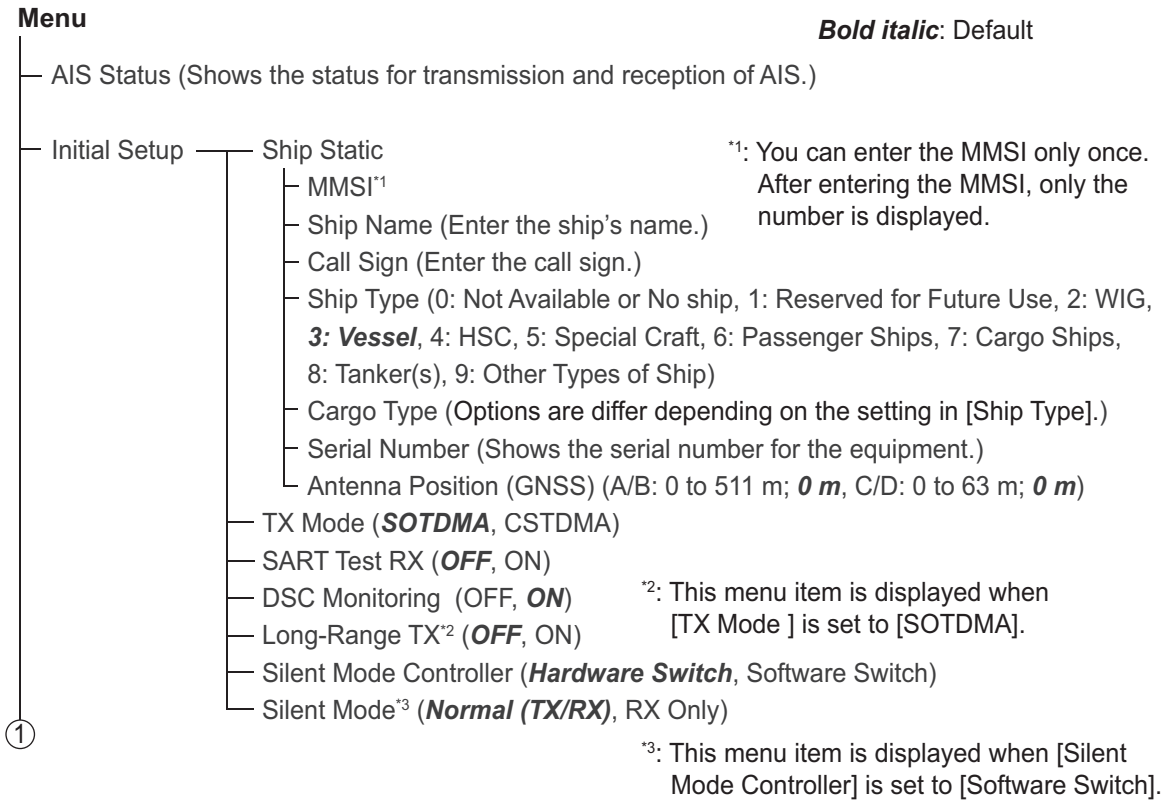 Menu
Bold italic: Default
AIS Status (Shows the status for transmission and reception of AIS.)
Initial Setup
Ship Static
*1: You can enter the MMSI only once.
After entering the MMSI, only the
number is displayed.
MMSI*1
Ship Name (Enter the ship’s name.)
Call Sign (Enter the call sign.)
Ship Type (0: Not Available or No ship, 1: Reserved for Future Use, 2: WIG,
3: Vessel, 4: HSC, 5: Special Craft, 6: Passenger Ships, 7: Cargo Ships,
8: Tanker(s), 9: Other Types of Ship)
Cargo Type (Options are differ depending on the setting in [Ship Type].)
Serial Number (Shows the serial number for the equipment.)
Antenna Position (GNSS) (A/B: 0 to 511 m; 0 m, C/D: 0 to 63 m; 0 m)
TX Mode (SOTDMA, CSTDMA)
SART Test RX (OFF, ON)
DSC Monitoring (OFF, ON)
*2: This menu item is displayed when
[TX Mode ] is set to [SOTDMA].
Long-Range TX*2 (OFF, ON)
Silent Mode Controller (Hardware Switch, Software Switch)
Silent Mode*3 (Normal (TX/RX), RX Only)
1
*3: This menu item is displayed when [Silent
Mode Controller] is set to [Software Switch].